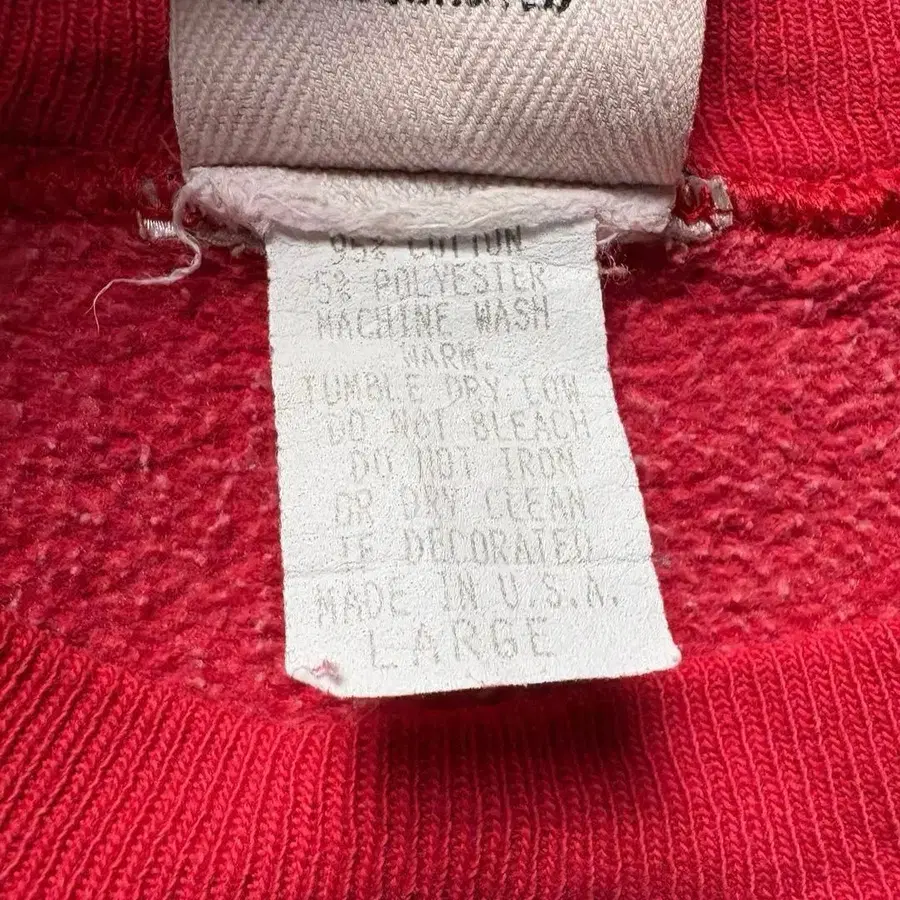 95% COTTON
5% POLYESTER
MACHINE WASH
WARM.
TUMBLE DRY LOW
DO NOT BLEACH
DO NOT IRON
OR DRY CLEAN
IF DECORATED
MADE IN U.S.A.
LARGE